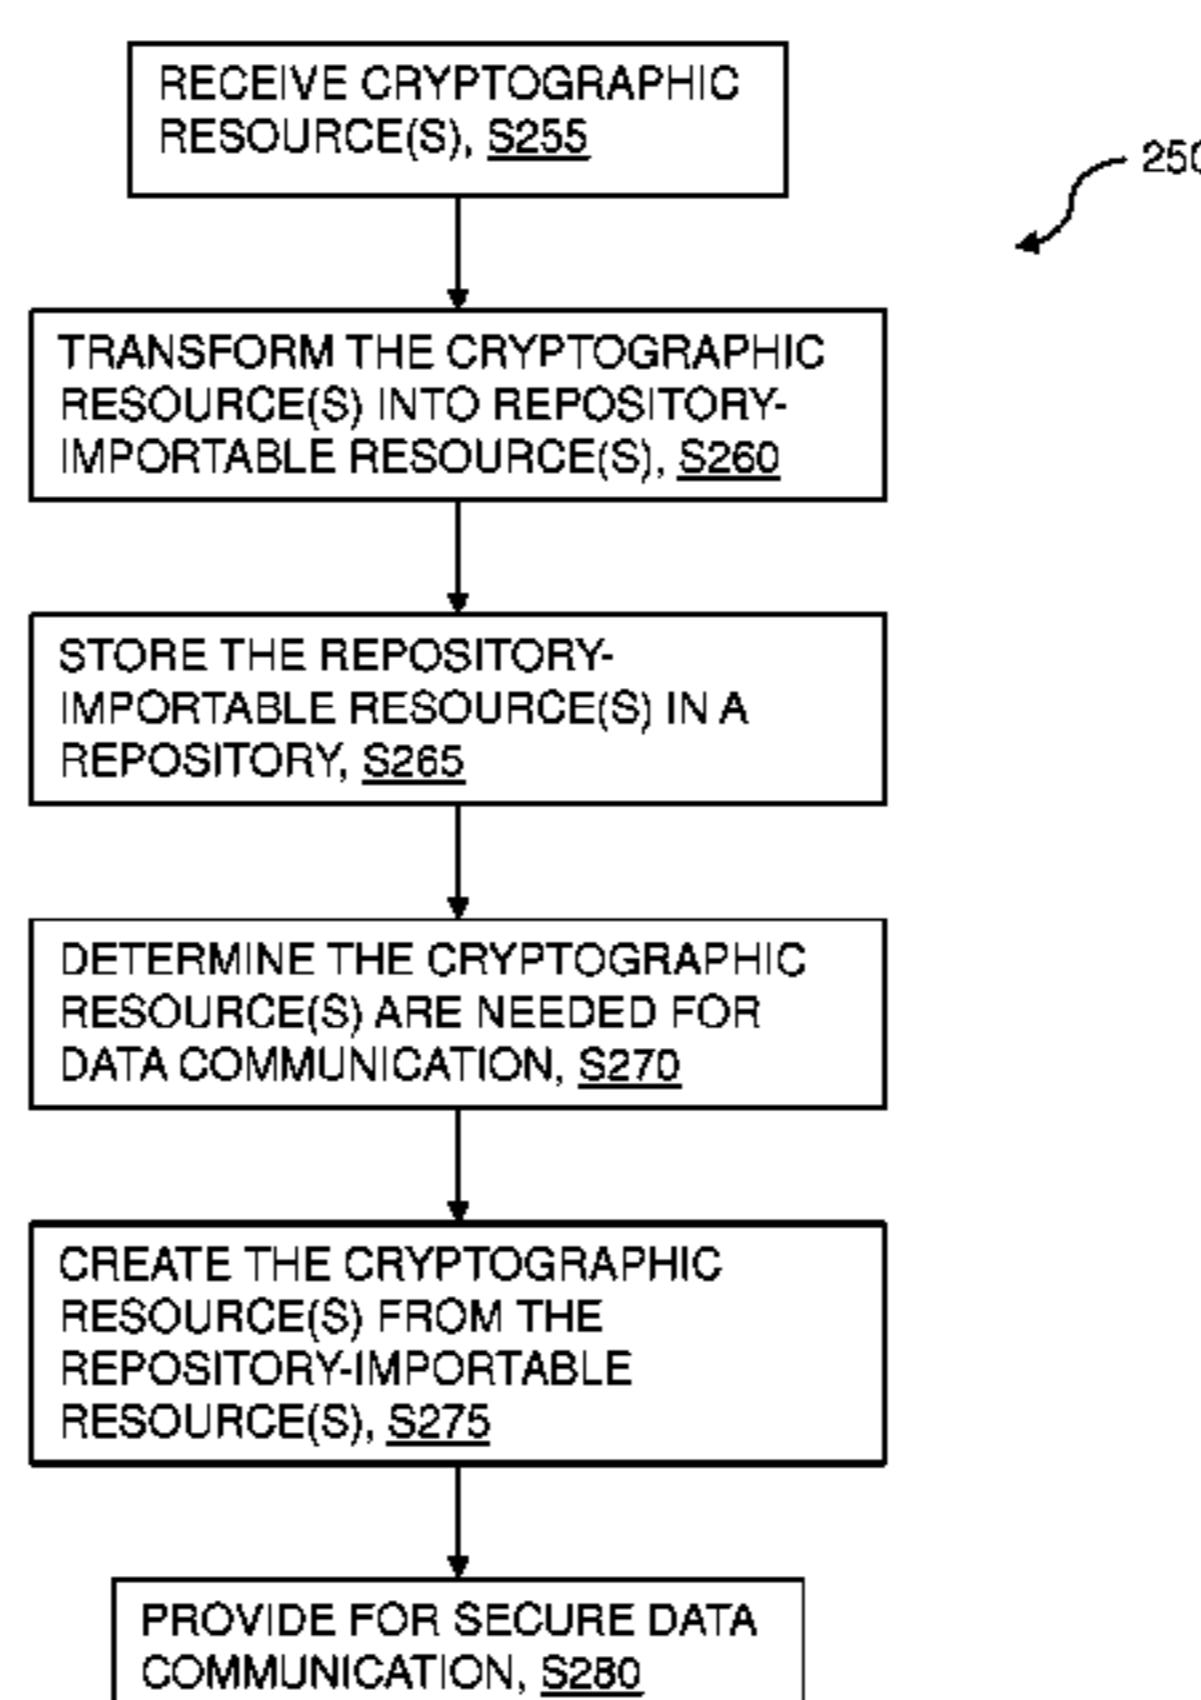 RECEIVE CRYPTOGRAPHIC
RESOURCE(S), S255
250
TRANSFORM THE CRYPTOGRAPHIC
RESOURCE(S) INTO REPOSITORY-
IMPORTABLE RESOURCE(S), S260
STORE THE REPOSITORY-
IMPORTABLE RESOURCE(S) IN A
REPOSITORY, S265
DETERMINE THE CRYPTOGRAPHIC
RESOURCE(S) ARE NEEDED FOR
DATA COMMUNICATION, S270
CREATE THE CRYPTOGRAPHIC
RESOURCE(S) FROM THE
REPOSITORY-IMPORTABLE
RESOURCE(S), S275
PROVIDE FOR SECURE DATA
COMMUNICATION, S280